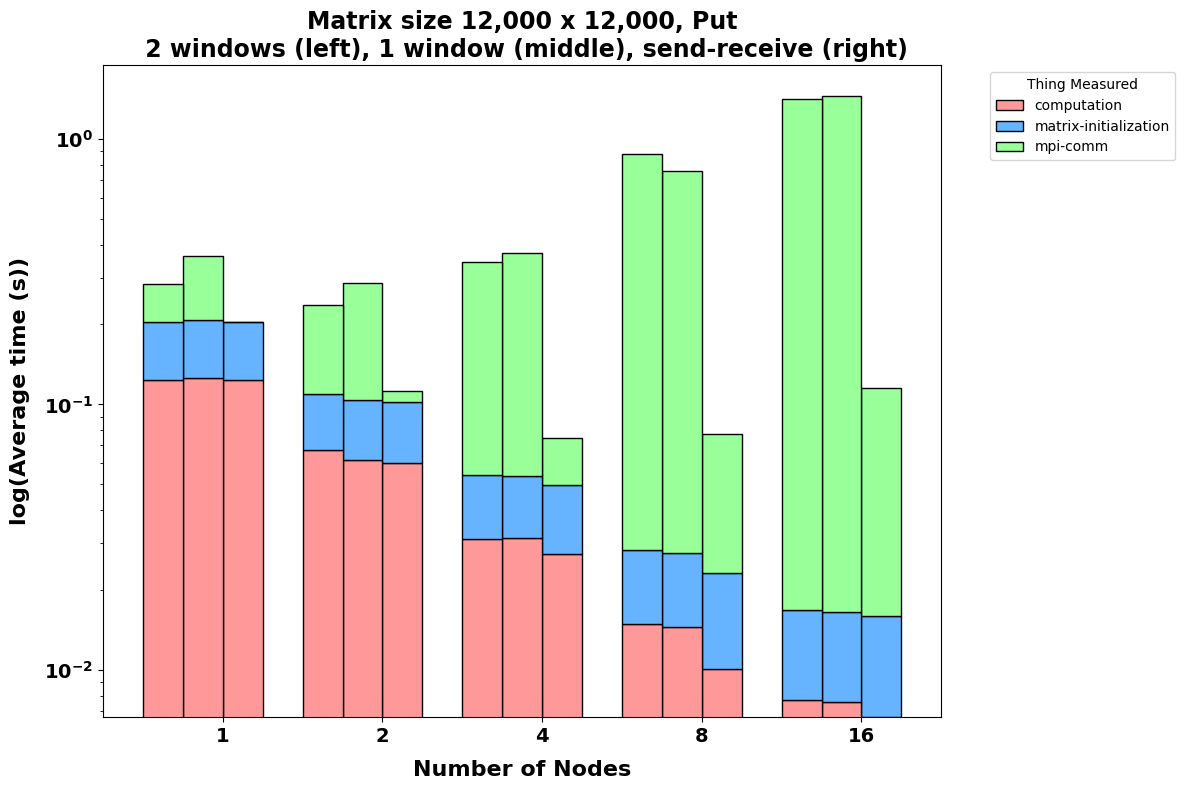 Matrix size 12,000 x 12,000, Put
2 windows (left), 1 window (middle), send-receive (right)
Thing Measured
computation
matrix-initialization
mpi-comm
log(Average time (s))
10⁰
10⁻¹
10⁻²
1 2 4 8 16
Number of Nodes